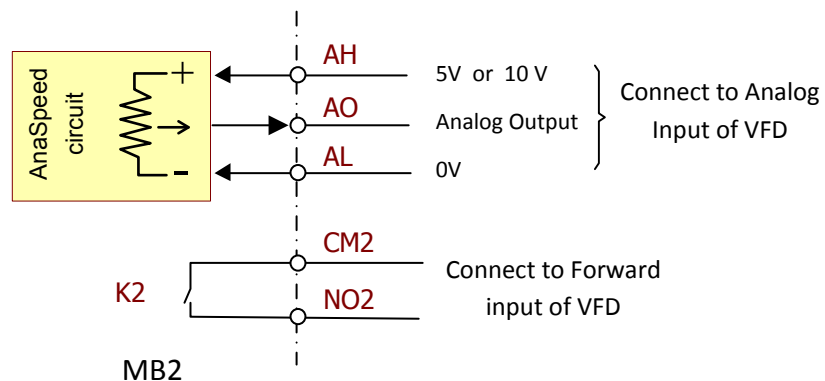 AnaSpeed
circuit
+
-
AH
5V or 10 V
AO
Analog Output
AL
0V
Connect to Analog
Input of VFD
K2
CM2
NO2
Connect to Forward
input of VFD
MB2